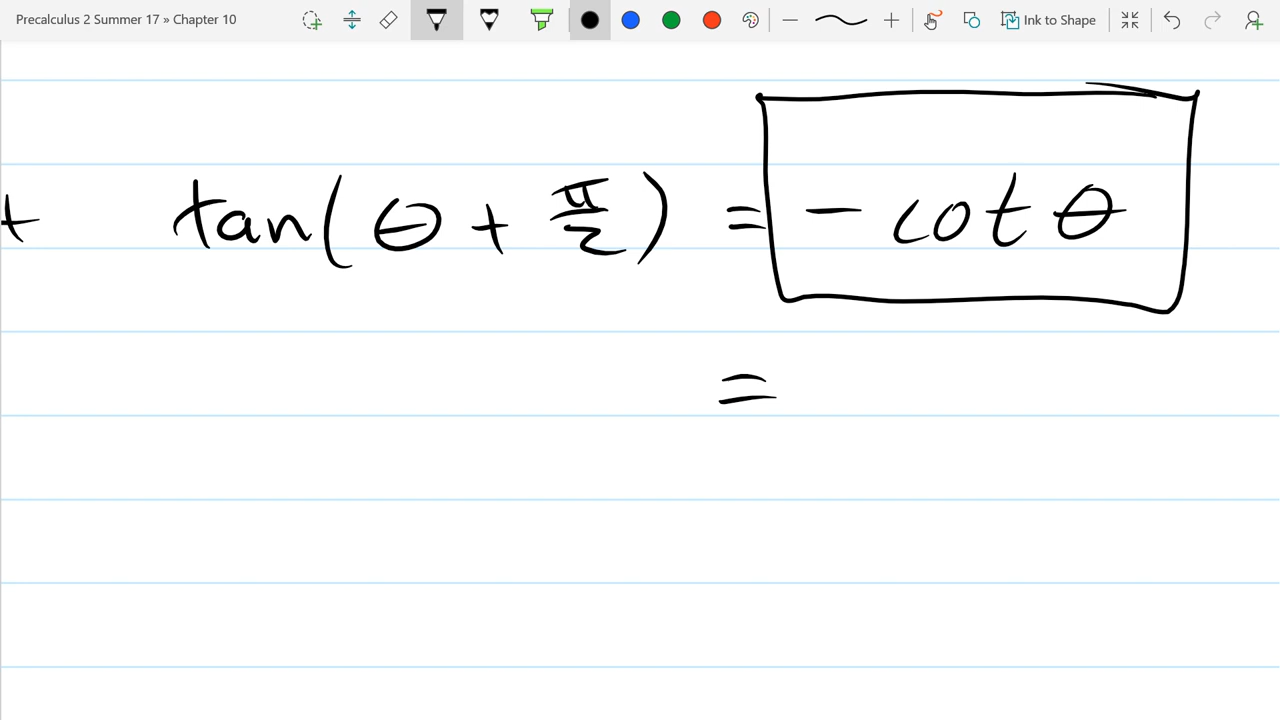 Precalculus 2 Summer 17 » Chapter 10
Ink to Shape
t tan(θ + π/2) = - cot θ
=